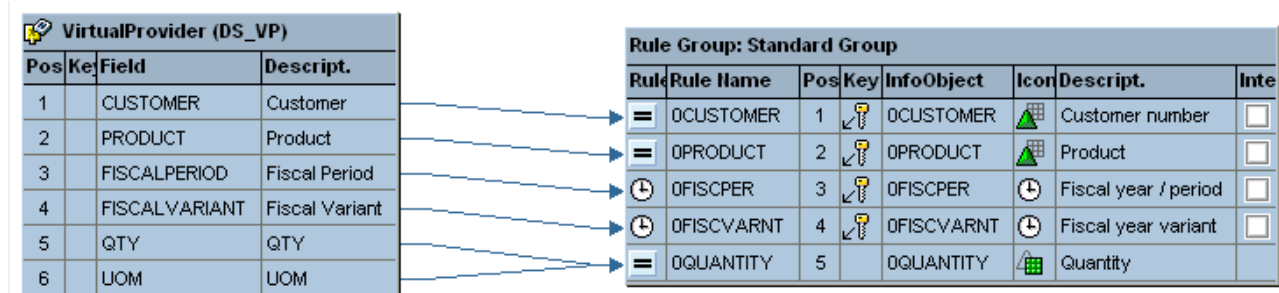 VirtualProvider (DS_VP)
Pos Key Field Descript.
1 CUSTOMER Customer
2 PRODUCT Product
3 FISCALPERIOD Fiscal Period
4 FISCALVARIANT Fiscal Variant
5 QTY QTY
6 UOM UOM
Rule Group: Standard Group
Rule Rule Name Pos Key InfoObject Icon Descript. Inte
= 0CUSTOMER 1 0CUSTOMER Customer number
= 0PRODUCT 2 0PRODUCT Product
0FISCPER 3 0FISCPER Fiscal year / period
0FISCVARNT 4 0FISCVARNT Fiscal year variant
= 0QUANTITY 5 0QUANTITY Quantity